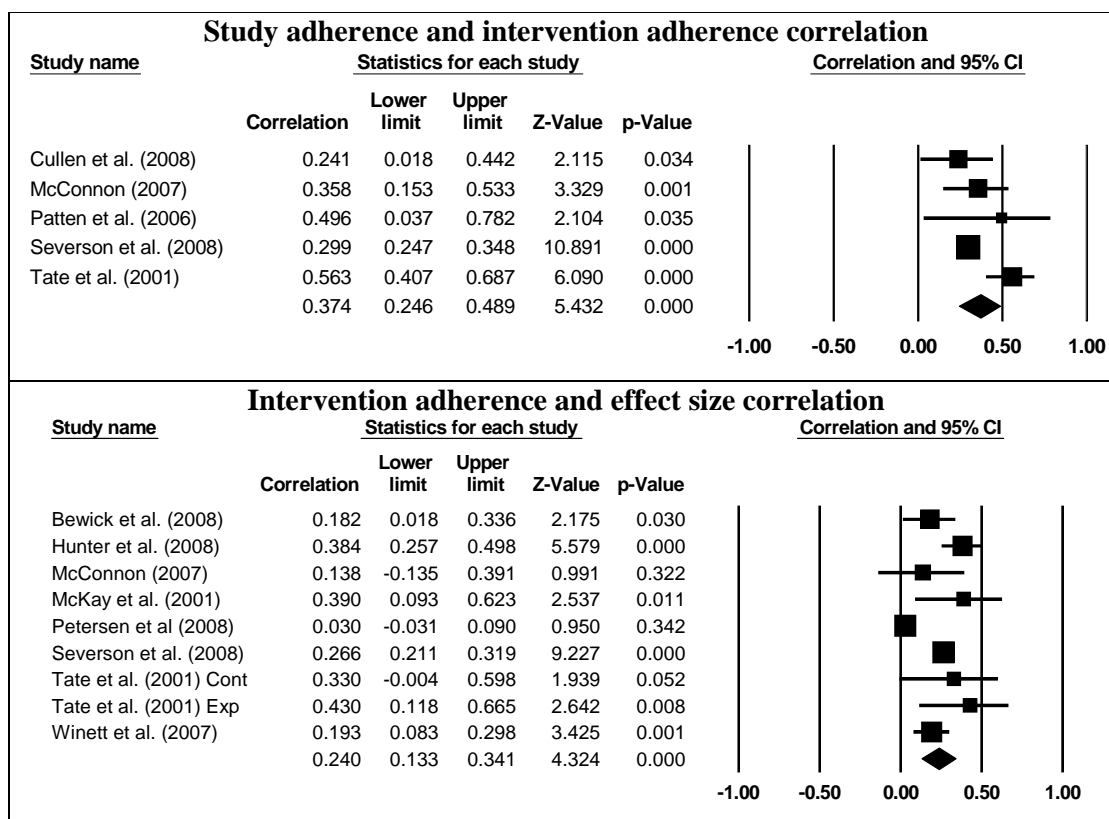 Study adherence and intervention adherence correlation
Study name Statistics for each study Correlation and 95% CI
Lower Upper
Correlation limit limit Z-Value p-Value
Cullen et al. (2008) 0.241 0.018 0.442 2.115 0.034
McConnon (2007) 0.358 0.153 0.533 3.329 0.001
Patten et al. (2006) 0.496 0.037 0.782 2.104 0.035
Severson et al. (2008) 0.299 0.247 0.348 10.891 0.000
Tate et al. (2001) 0.563 0.407 0.687 6.090 0.000
0.374 0.246 0.489 5.432 0.000
-1.00 -0.50 0.00 0.50 1.00
Intervention adherence and effect size correlation
Study name Statistics for each study Correlation and 95% CI
Lower Upper
Correlation limit limit Z-Value p-Value
Bewick et al. (2008) 0.182 0.018 0.336 2.175 0.030
Hunter et al. (2008) 0.384 0.257 0.498 5.579 0.000
McConnon (2007) 0.138 -0.135 0.391 0.991 0.322
McKay et al. (2001) 0.390 0.093 0.623 2.537 0.011
Petersen et al (2008) 0.030 -0.031 0.090 0.950 0.342
Severson et al. (2008) 0.266 0.211 0.319 9.227 0.000
Tate et al. (2001) Cont 0.330 -0.004 0.598 1.939 0.052
Tate et al. (2001) Exp 0.430 0.118 0.665 2.642 0.008
Winett et al. (2007) 0.193 0.083 0.298 3.425 0.001
0.240 0.133 0.341 4.324 0.000
-1.00 -0.50 0.00 0.50 1.00